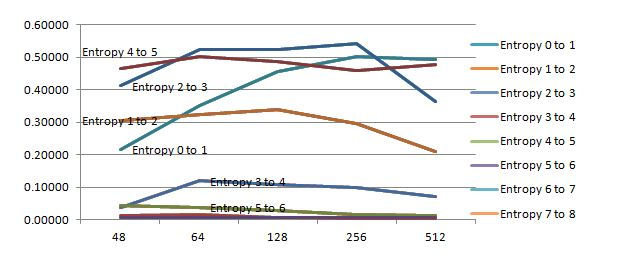 0.60000
0.50000
0.40000
0.30000
0.20000
0.10000
0.00000
Entropy 4 to 5
Entropy 2 to 3
Entropy 1 to 2
Entropy 0 to 1
Entropy 3 to 4
Entropy 5 to 6
48 64 128 256 512
Entropy 0 to 1
Entropy 1 to 2
Entropy 2 to 3
Entropy 3 to 4
Entropy 4 to 5
Entropy 5 to 6
Entropy 6 to 7
Entropy 7 to 8